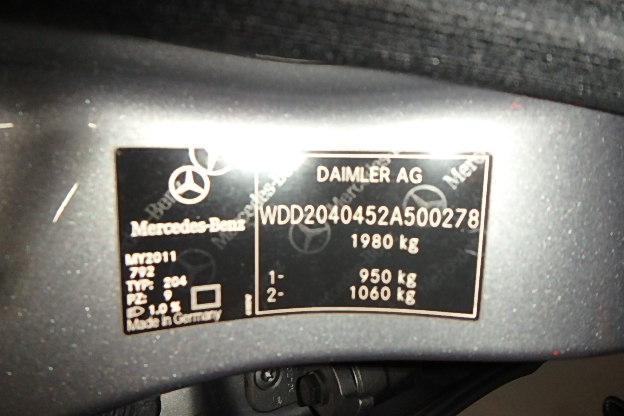 Mercedes-Benz
MY2011
792
TYP: 204
PZ: 9
1.0 %
Made in Germany
DAIMLER AG
WDD2040452A500278
1980 kg
1- 950 kg
2- 1060 kg